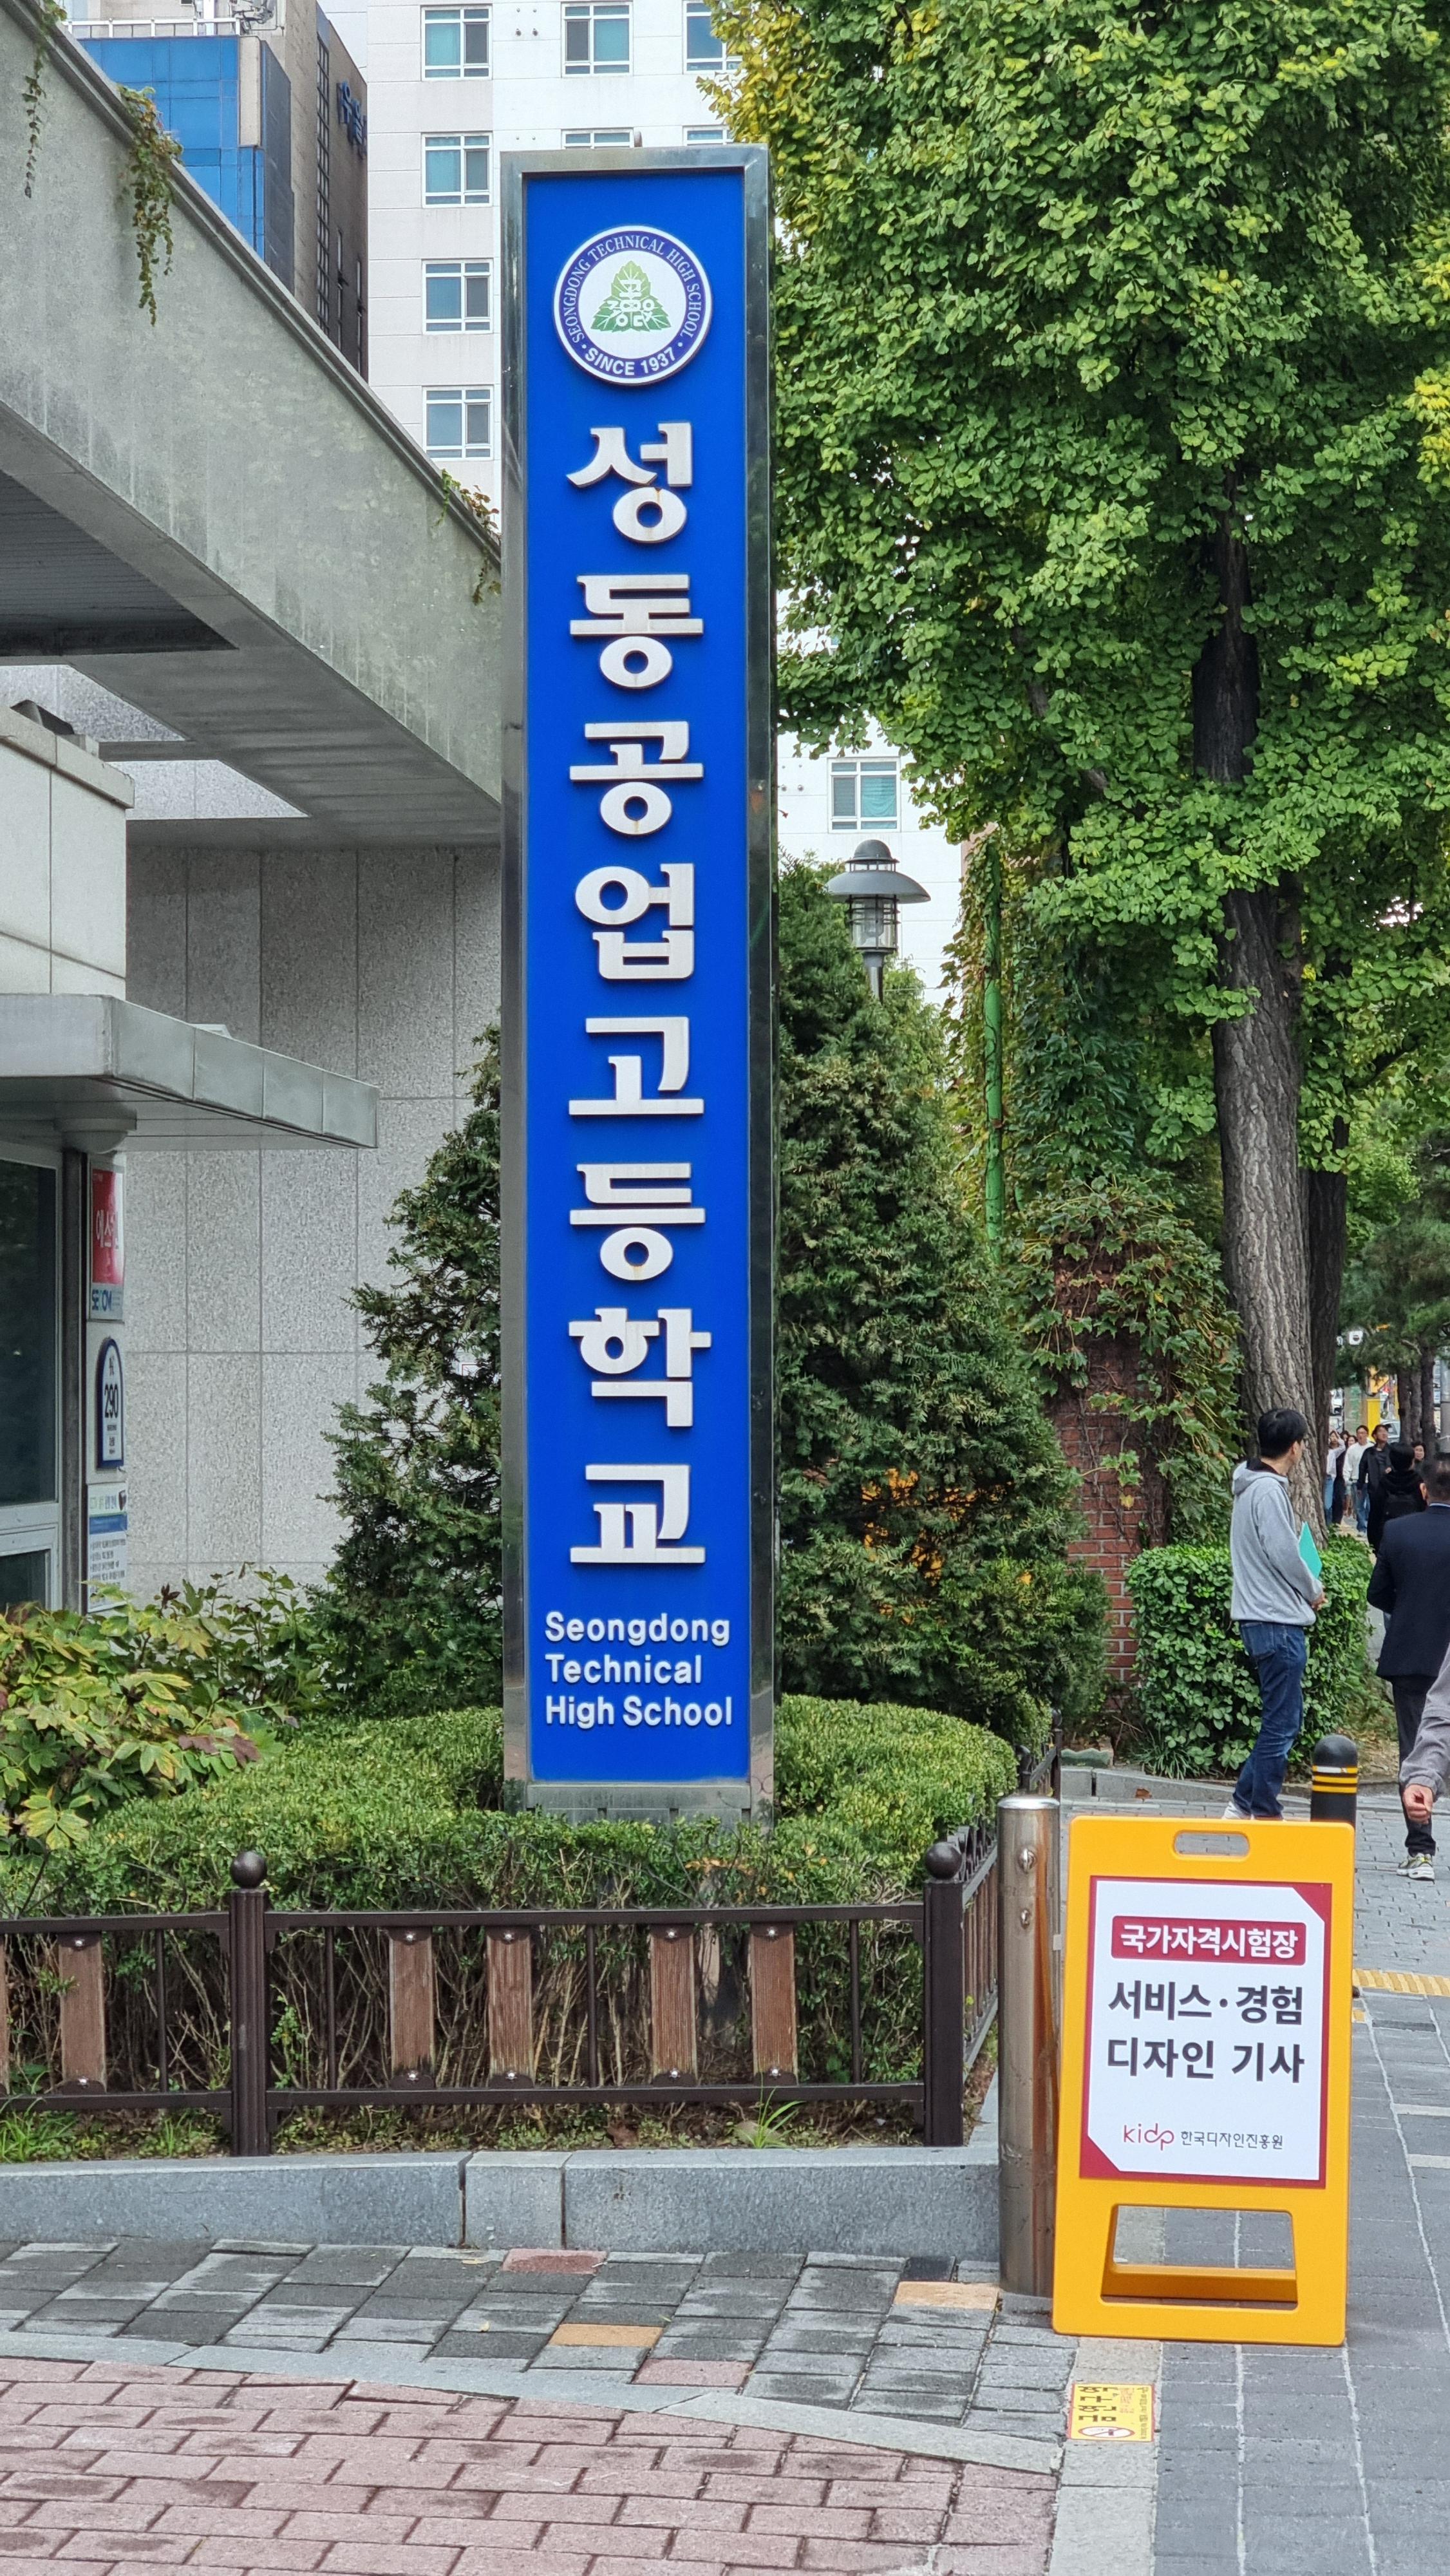 SEONGDONG TECHNICAL HIGH SCHOOL
SINCE 1937
성동공업고등학교
Seongdong
Technical
High School
290
국가자격시험장
서비스·경험
디자인 기사
kidp 한국디자인진흥원